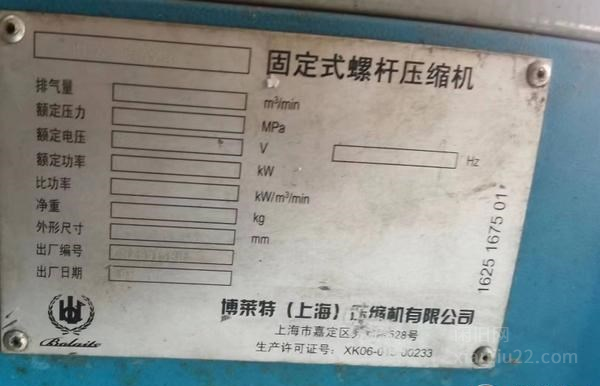 固定式螺杆压缩机
排气量 m³/min
额定压力 MPa
额定电压 V Hz
额定功率 kW
比功率 kW/m³/min
净重 kg
外形尺寸 mm
出厂编号
出厂日期
1625 1675 01
Bolaite
博莱特（上海）压缩机有限公司
上海市嘉定区 528号
生产许可证号： XK06-01 00233